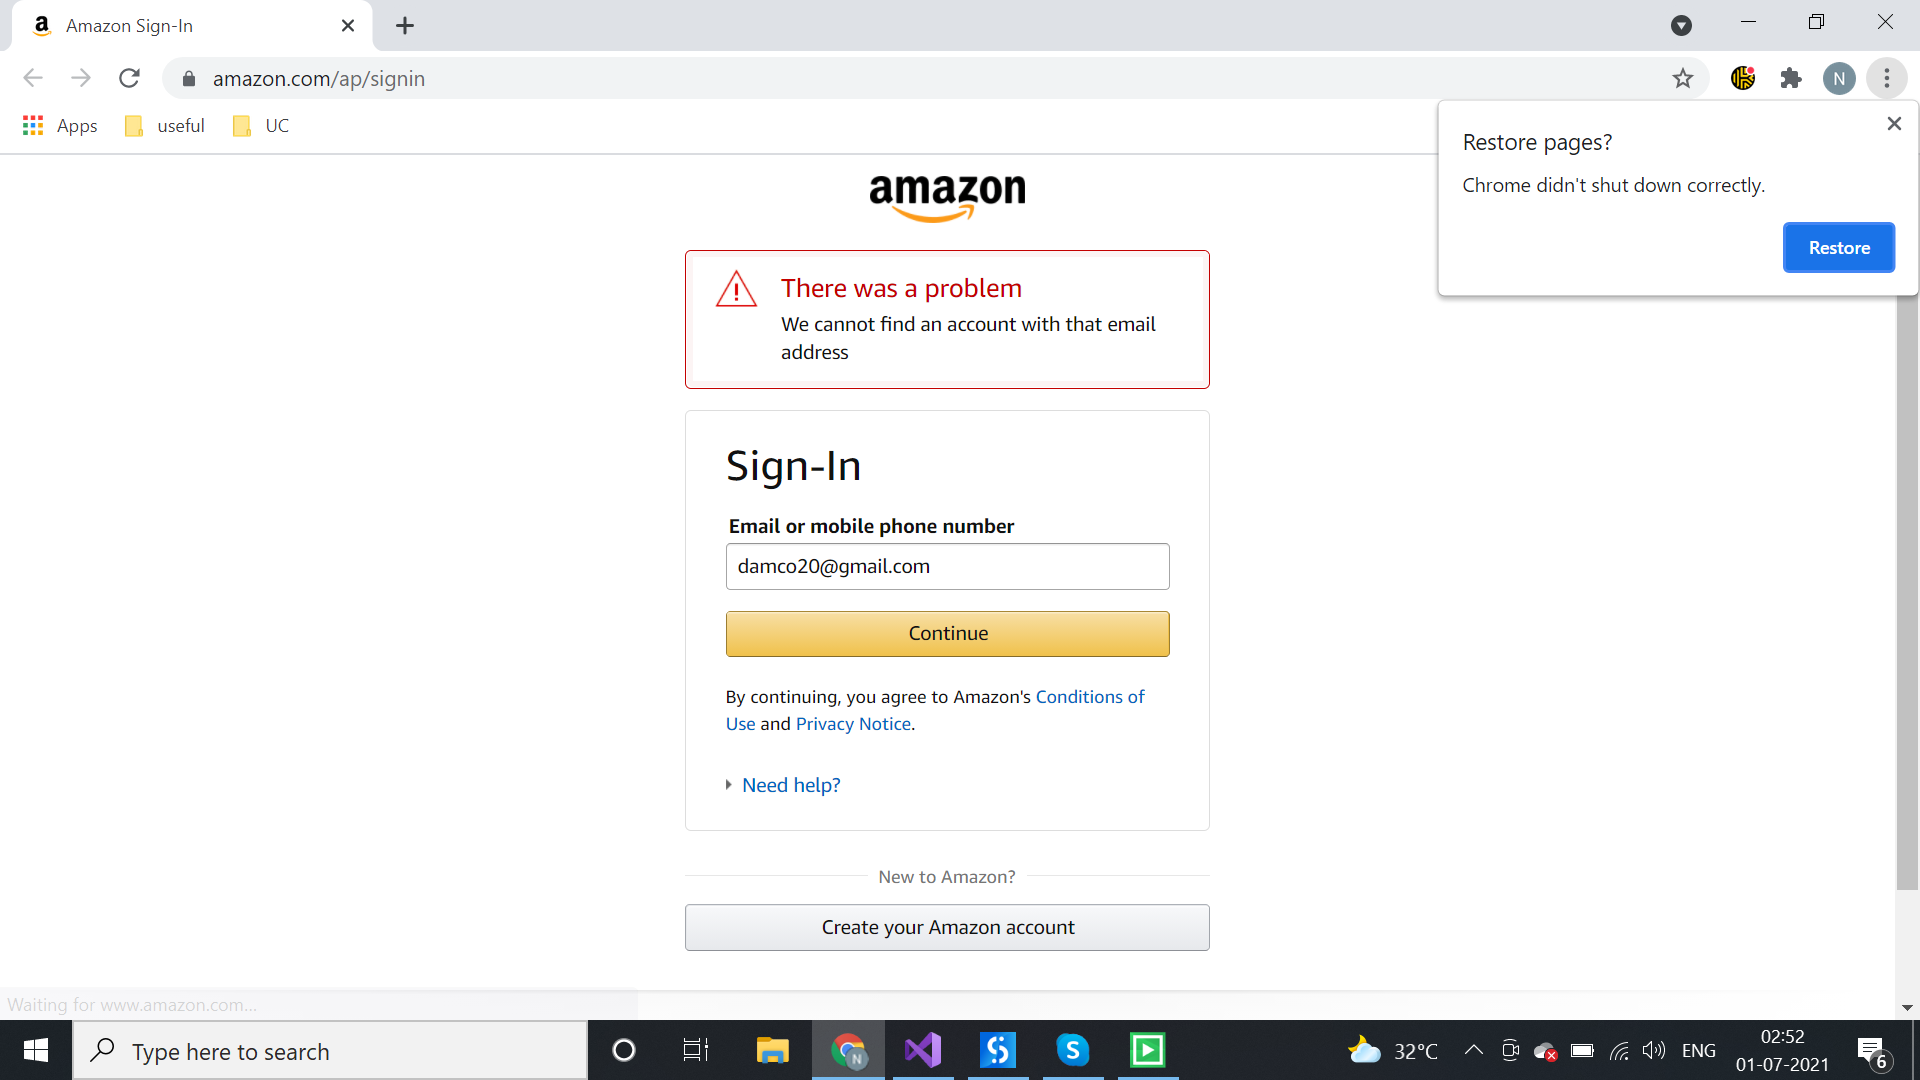 Amazon Sign-In
amazon.com/ap/signin
N
Apps
useful
UC
Restore pages?
Chrome didn't shut down correctly.
Restore
amazon
There was a problem
We cannot find an account with that email
address
Sign-In
Email or mobile phone number
damco20@gmail.com
Continue
By continuing, you agree to Amazon's Conditions of
Use and Privacy Notice.
Need help?
New to Amazon?
Create your Amazon account
Waiting for www.amazon.com...
Type here to search
N
S
32°C
ENG
02:52
01-07-2021
6